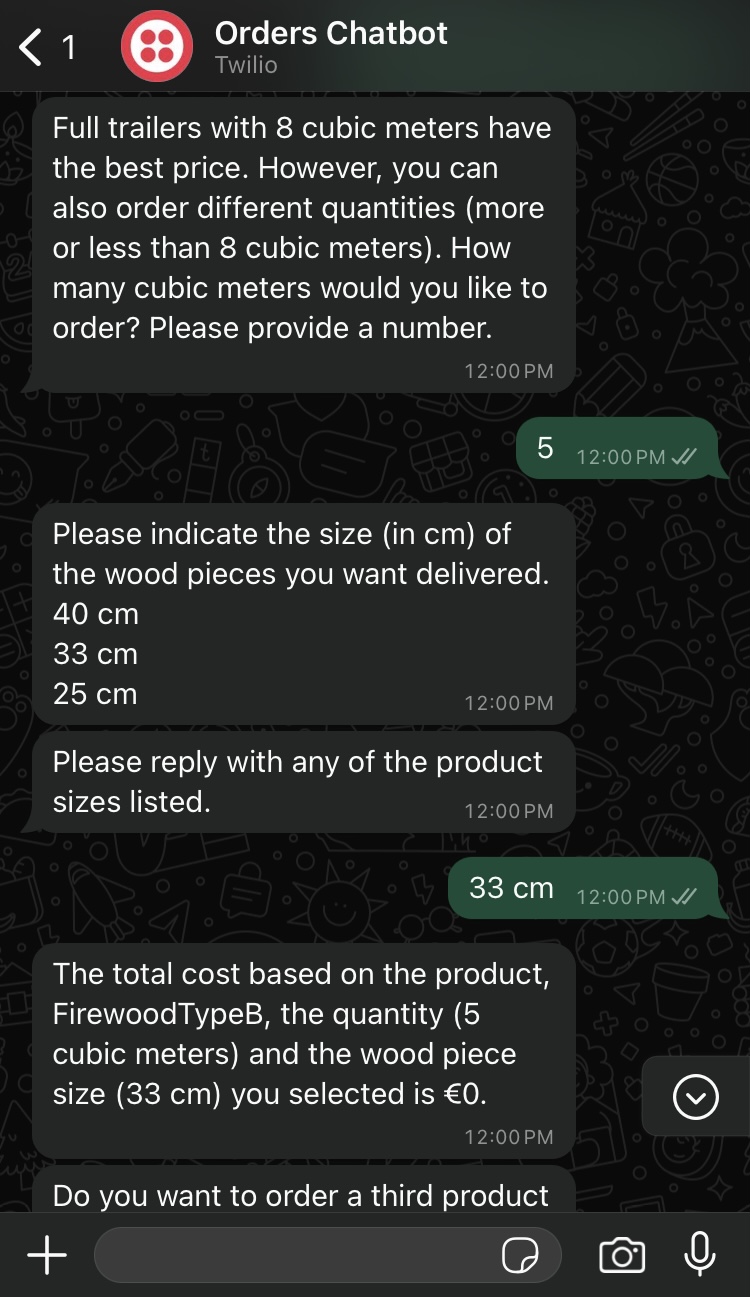 1
Orders Chatbot
Twilio
Full trailers with 8 cubic meters have
the best price. However, you can
also order different quantities (more
or less than 8 cubic meters). How
many cubic meters would you like to
order? Please provide a number.
12:00 PM
5 12:00 PM
Please indicate the size (in cm) of
the wood pieces you want delivered.
40 cm
33 cm
25 cm 12:00 PM
Please reply with any of the product
sizes listed. 12:00 PM
33 cm 12:00 PM
The total cost based on the product,
FirewoodTypeB, the quantity (5
cubic meters) and the wood piece
size (33 cm) you selected is €0.
12:00 PM
Do you want to order a third product